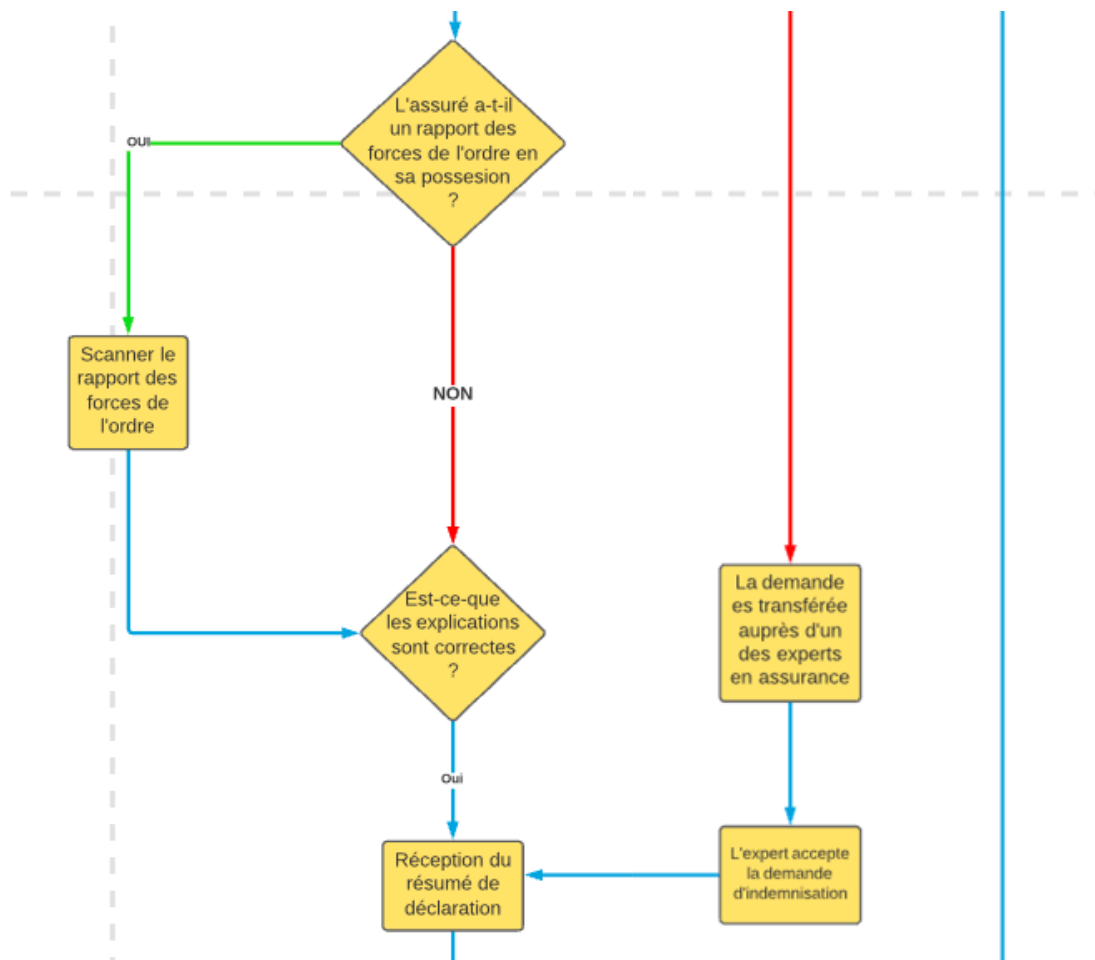 L'assuré a-t-il
un rapport des
forces de l'ordre en
sa possesion
?
OUI
Scanner le
rapport des
forces de
l'ordre
NON
Est-ce-que
les explications
sont correctes
?
La demande
es transférée
auprès d'un
des experts
en assurance
Oui
Réception du
résumé de
déclaration
L'expert accepte
la demande
d'indemnisation